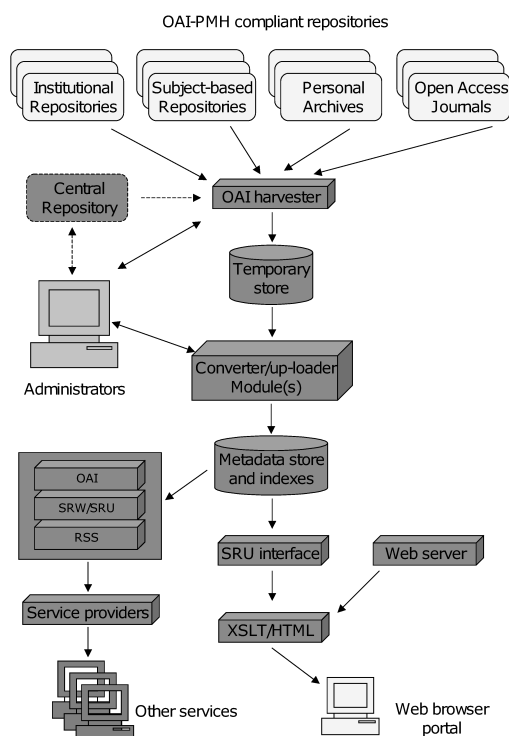 OAI-PMH compliant repositories
Institutional
Repositories
Subject-based
Repositories
Personal
Archives
Open Access
Journals
Central
Repository
OAI harvester
Temporary
store
Administrators
Converter/up-loader
Module(s)
Metadata store
and indexes
OAI
SRW/SRU
RSS
SRU interface
Web server
Service providers
XSLT/HTML
Other services
Web browser
portal